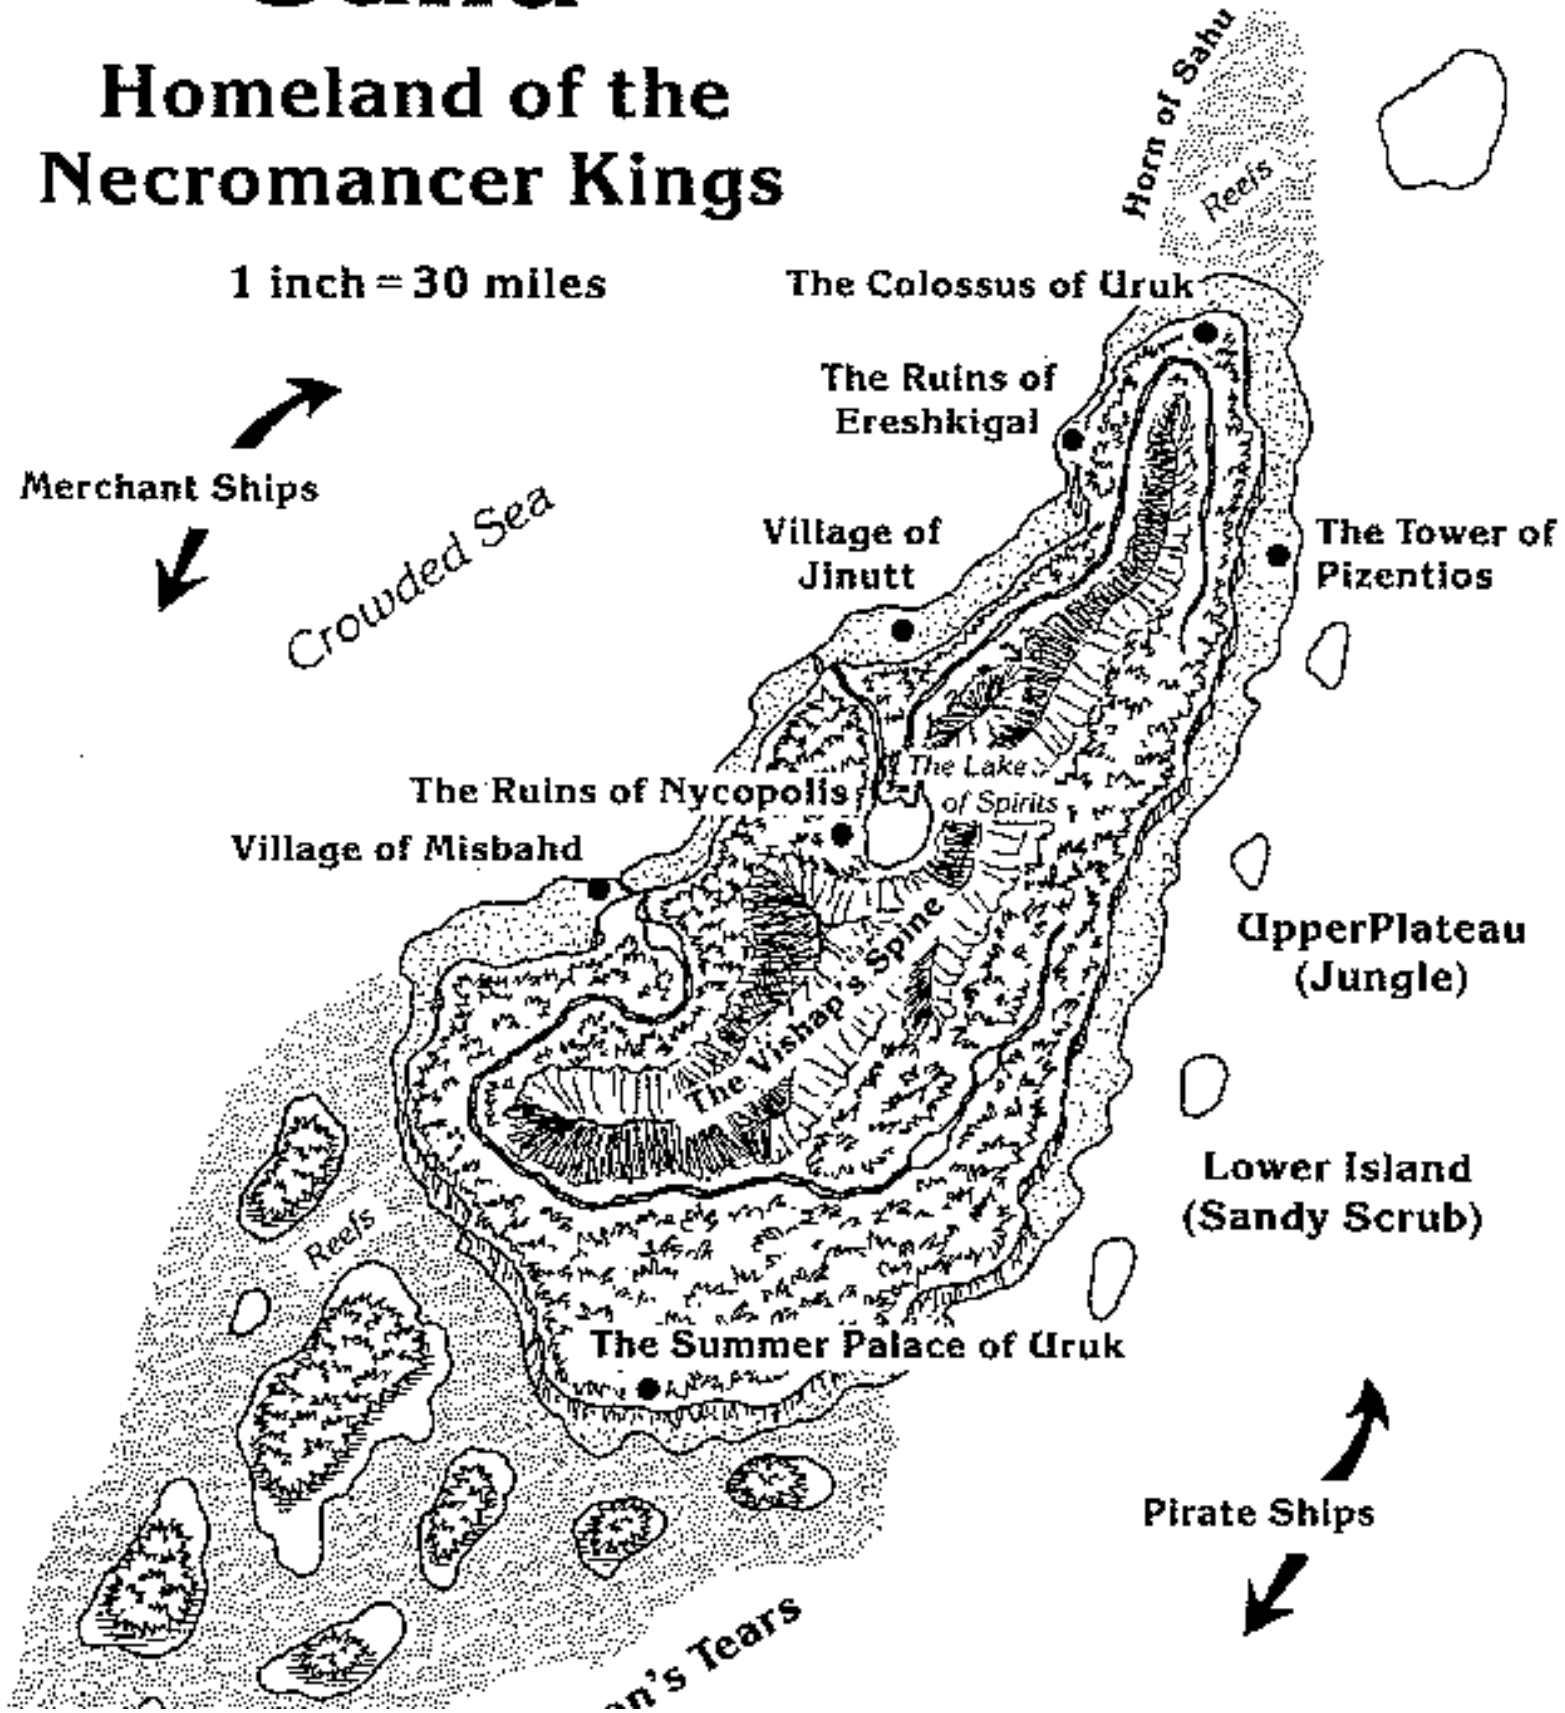 Homeland of the
Necromancer Kings
1 inch = 30 miles
Horn of Sahu
Reefs
The Colossus of Uruk
The Ruins of
Ereshkigal
Merchant Ships
Crowded Sea
Village of
Jinutt
The Tower of
Pizentios
The Lake
of Spirits
The Ruins of Nycopolis
Village of Misbahd
UpperPlateau
(Jungle)
The Vishap's Spine
Lower Island
(Sandy Scrub)
Reefs
The Summer Palace of Uruk
Pirate Ships
Tears